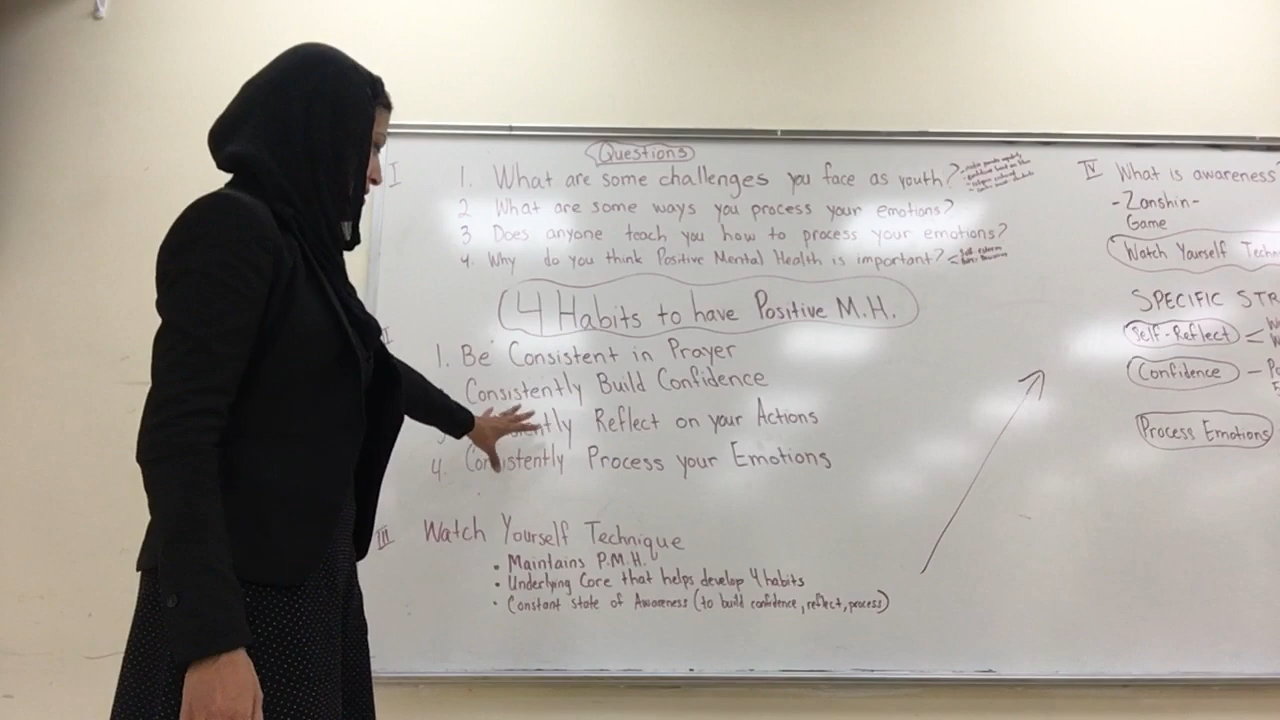 Questions
I
1. What are some challenges you face as youth?
2 What are some ways you process your emotions?
3 Does anyone teach you how to process your emotions?
4. Why do you think Positive Mental Health is important?
4 Habits to have Positive M.H.
1. Be Consistent in Prayer
Consistently Build Confidence
Reflect on your Actions
4. Consistently Process your Emotions
III Watch Yourself Technique
• Maintains P.M.H.
• Underlying Core that helps develop 4 habits
• Constant state of Awareness (to build confidence, reflect, process)
IV What is awareness
-Zanshin-
Game
Watch Yourself
SPECIFIC
Self-Reflect
Confidence -
Process Emotions